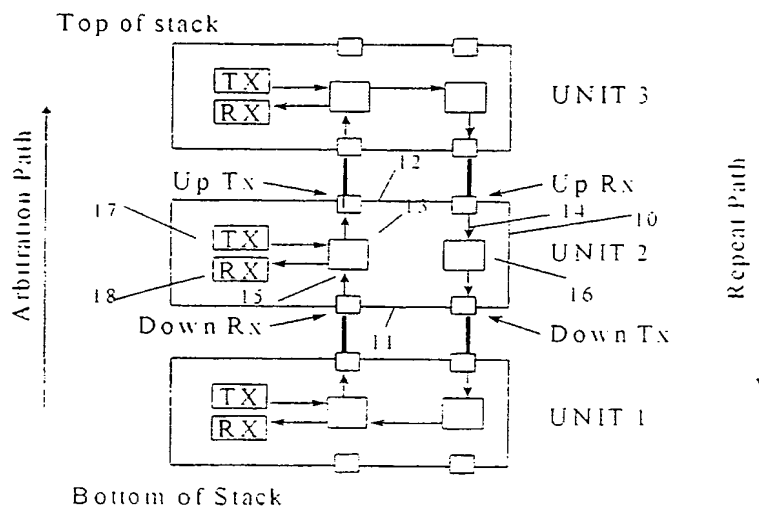 Top of stack
TX
RX
UNIT 3
Arbitration Path
Repeat Path
12
Up Tx
Up Rx
17
13
14
10
TX
UNIT 2
RX
18
15
16
Down Rx
11
Down Tx
TX
RX
UNIT 1
Bottom of Stack